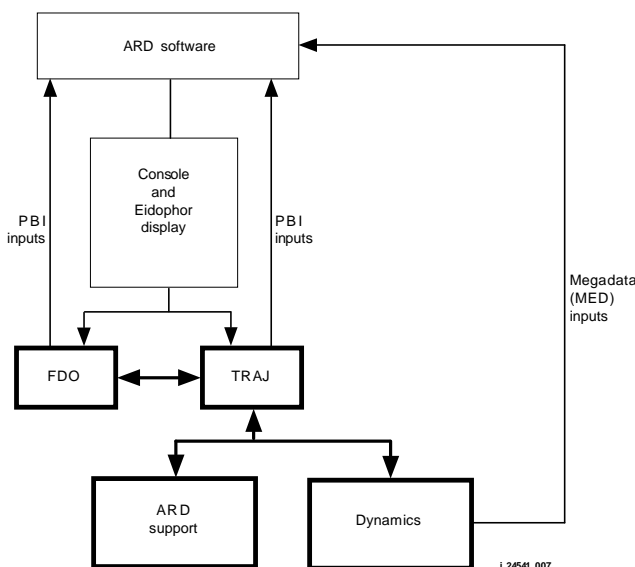 ARD software
Console
and
Eidophor
display
PBI
inputs
PBI
inputs
Megadata
(MED)
inputs
FDO
TRAJ
ARD
support
Dynamics
i_24541_007